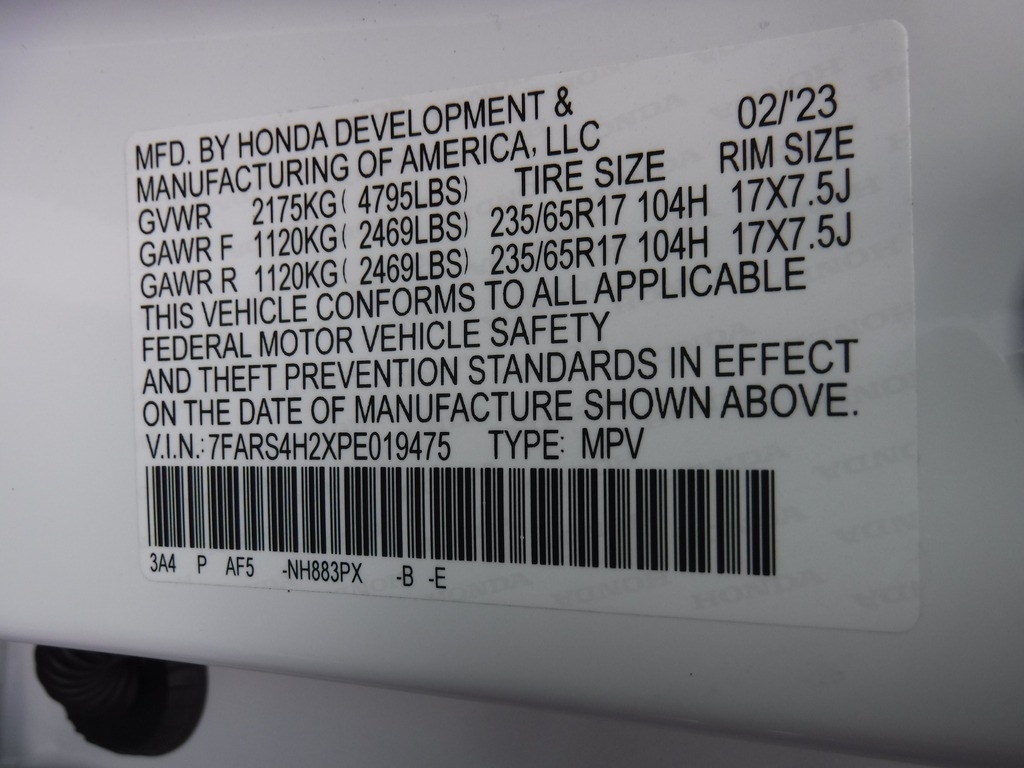 MFD. BY HONDA DEVELOPMENT &
MANUFACTURING OF AMERICA, LLC 02/'23
GVWR 2175KG( 4795LBS) TIRE SIZE RIM SIZE
GAWR F 1120KG( 2469LBS) 235/65R17 104H 17X7.5J
GAWR R 1120KG( 2469LBS) 235/65R17 104H 17X7.5J
THIS VEHICLE CONFORMS TO ALL APPLICABLE
FEDERAL MOTOR VEHICLE SAFETY
AND THEFT PREVENTION STANDARDS IN EFFECT
ON THE DATE OF MANUFACTURE SHOWN ABOVE.
V.I.N.: 7FARS4H2XPE019475 TYPE: MPV
3A4 P AF5 -NH883PX -B -E